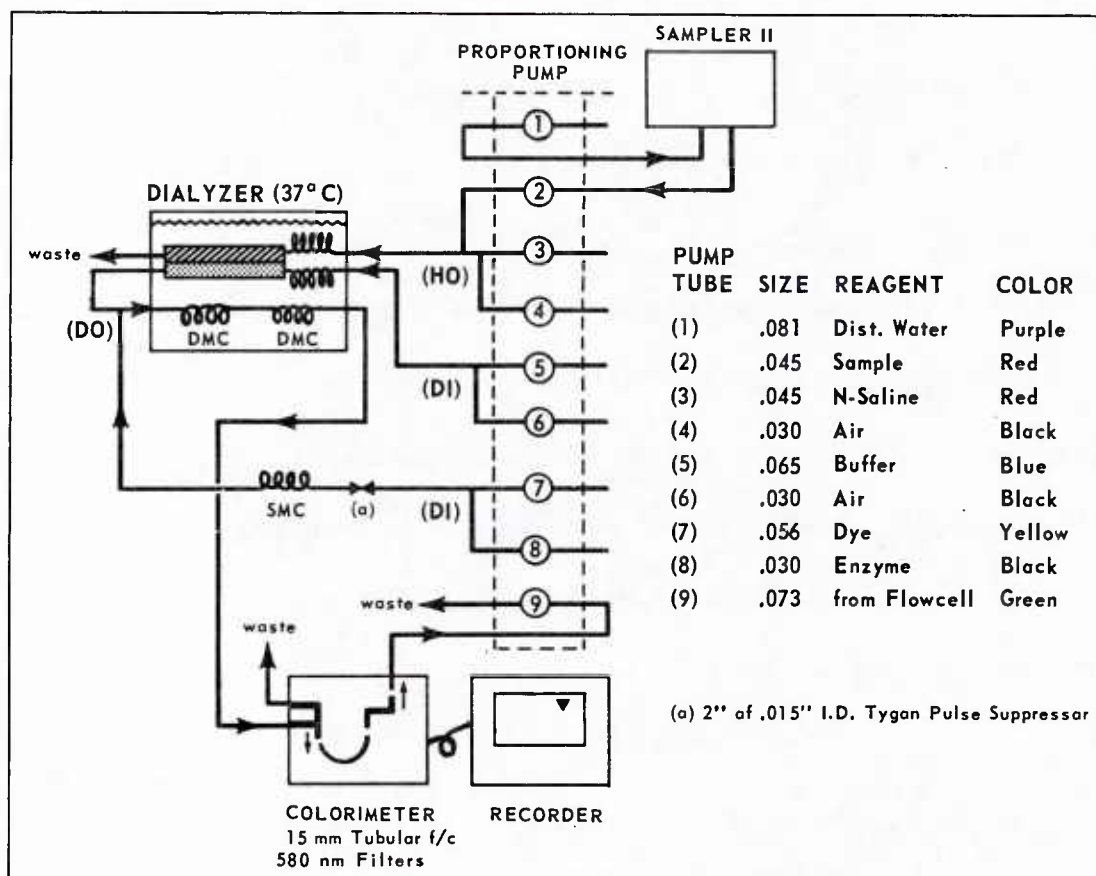 SAMPLER II
PROPORTIONING
PUMP
1
2
3
4
5
6
7
8
9
DIALYZER (37°C)
waste
(HO)
(DO)
DMC
DMC
(DI)
SMC
(a)
(DI)
waste
waste
PUMP
TUBE SIZE REAGENT COLOR
(1) .081 Dist. Water Purple
(2) .045 Sample Red
(3) .045 N-Saline Red
(4) .030 Air Black
(5) .065 Buffer Blue
(6) .030 Air Black
(7) .056 Dye Yellow
(8) .030 Enzyme Black
(9) .073 from Flowcell Green
(a) 2" af .015" I.D. Tygan Pulse Suppressar
COLORIMETER
15 mm Tubular f/c
580 nm Filters
RECORDER